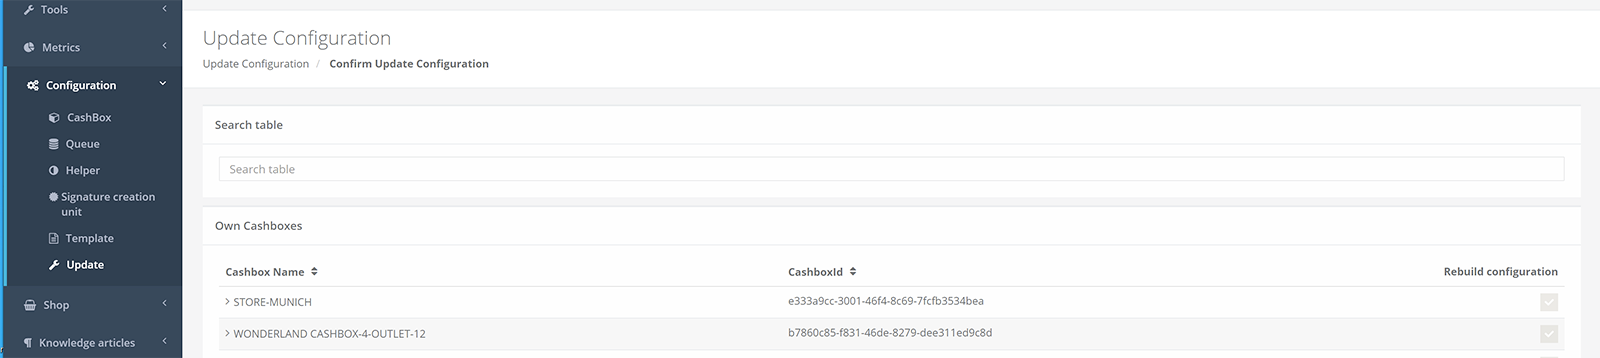 Tools
Metrics
Configuration
CashBox
Queue
Helper
Signature creation
unit
Template
Update
Shop
Knowledge articles
Update Configuration
Update Configuration / Confirm Update Configuration
Search table
Search table
Own Cashboxes
Cashbox Name CashboxId Rebuild configuration
STORE-MUNICH e333a9cc-3001-46f4-8c69-7fcfb3534bea
WONDERLAND CASHBOX-4-OUTLET-12 b7860c85-f831-46de-8279-dee311ed9c8d